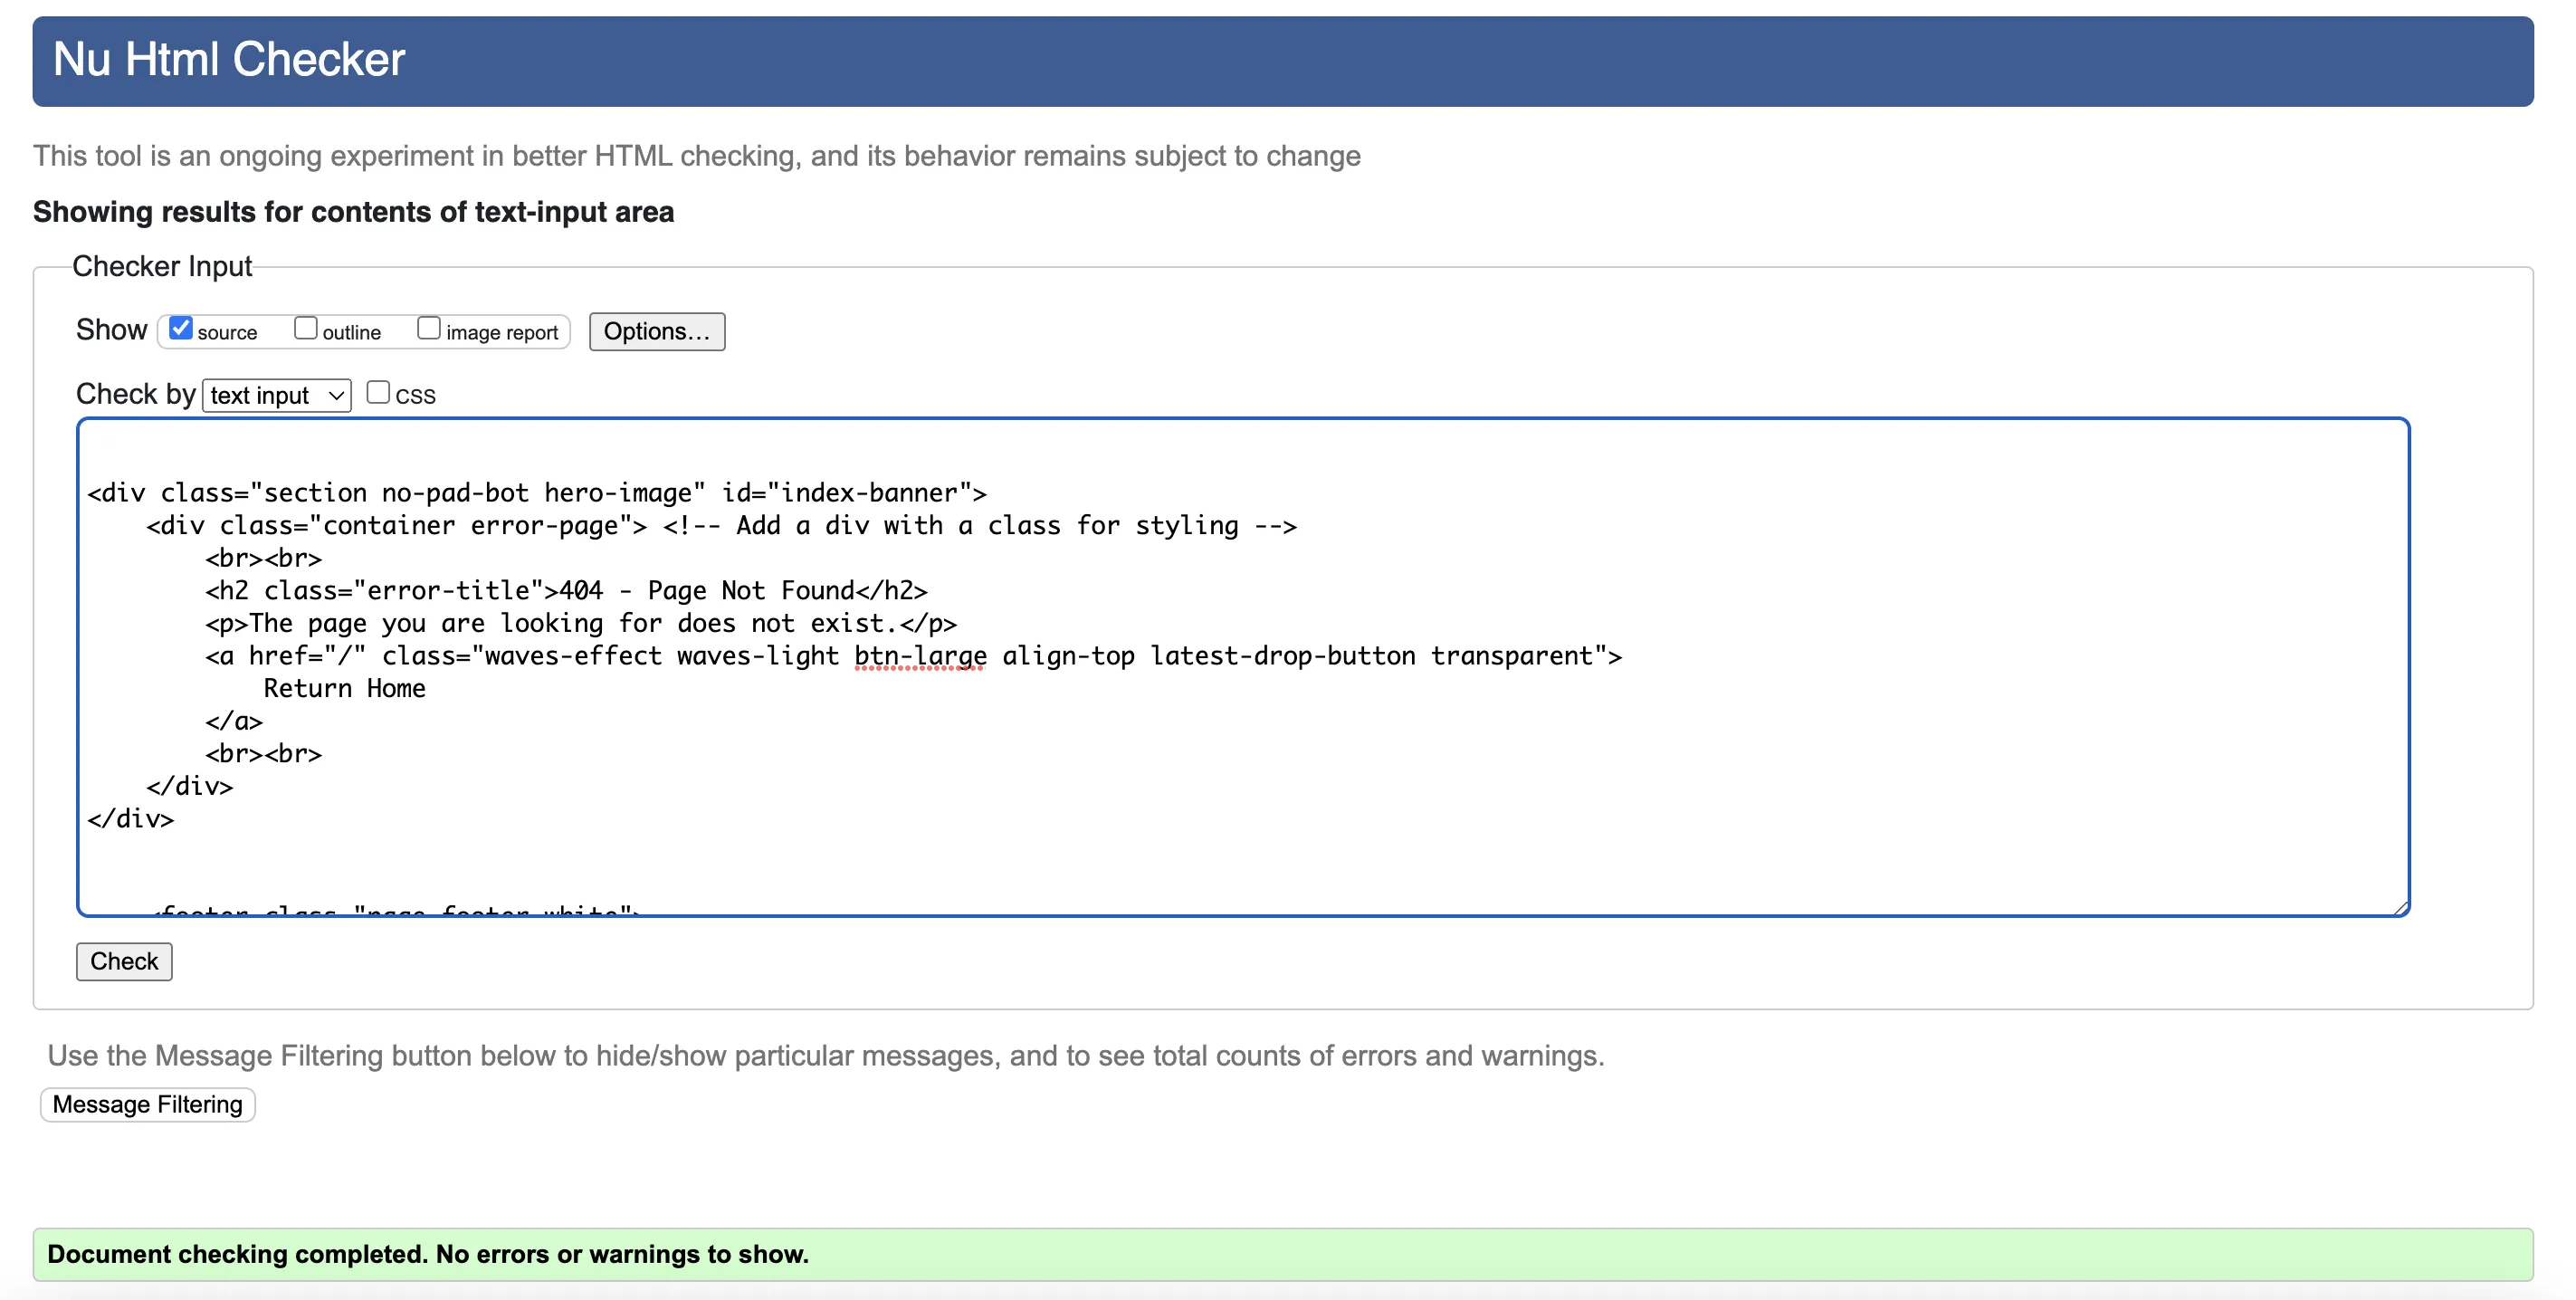 Nu Html Checker
This tool is an ongoing experiment in better HTML checking, and its behavior remains subject to change
Showing results for contents of text-input area
Checker Input
Show source outline image report Options...
Check by text input CSS
<div class="section no-pad-bot hero-image" id="index-banner">
    <div class="container error-page"> <!-- Add a div with a class for styling -->
        <br><br>
        <h2 class="error-title">404 - Page Not Found</h2>
        <p>The page you are looking for does not exist.</p>
        <a href="/" class="waves-effect waves-light btn-large align-top latest-drop-button transparent">
            Return Home
        </a>
        <br><br>
    </div>
</div>
    <footer class="page-footer white">
Check
Use the Message Filtering button below to hide/show particular messages, and to see total counts of errors and warnings.
Message Filtering
Document checking completed. No errors or warnings to show.